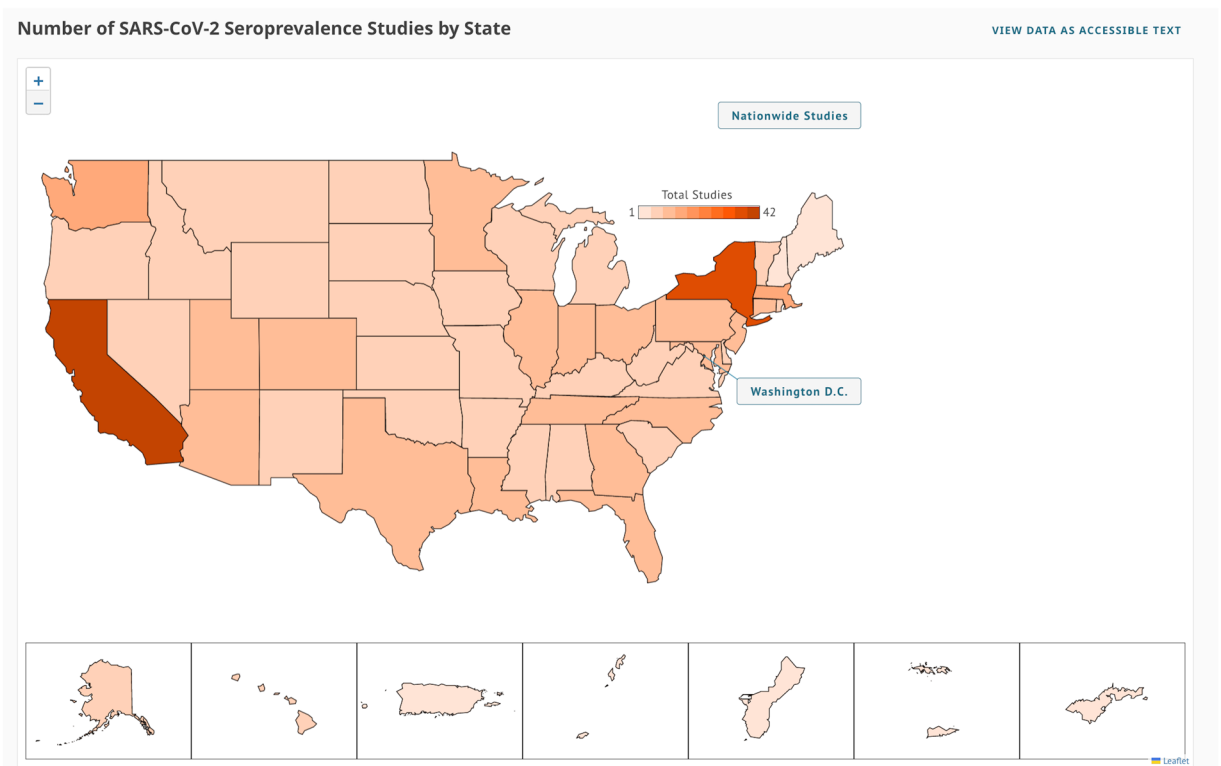 Number of SARS-CoV-2 Seroprevalence Studies by State
VIEW DATA AS ACCESSIBLE TEXT
+
−
Nationwide Studies
Total Studies
1 42
Washington D.C.
Leaflet